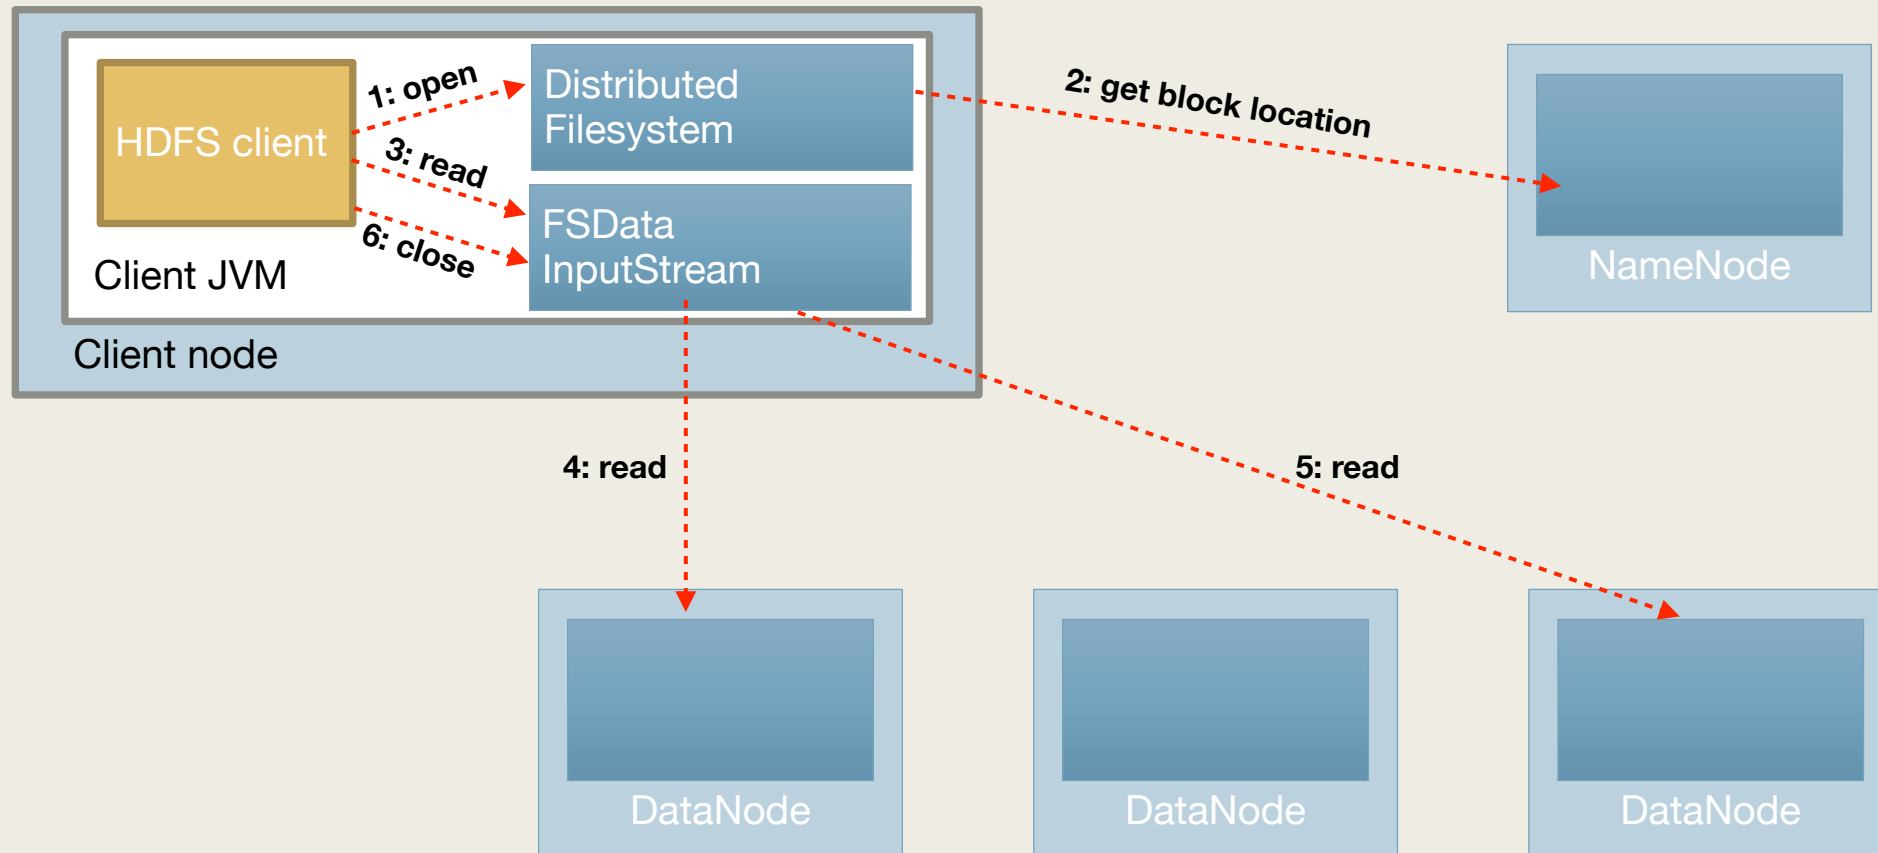 HDFS client
1: open
3: read
6: close
Distributed
Filesystem
FSData
InputStream
Client JVM
Client node
2: get block location
NameNode
4: read
5: read
DataNode
DataNode
DataNode